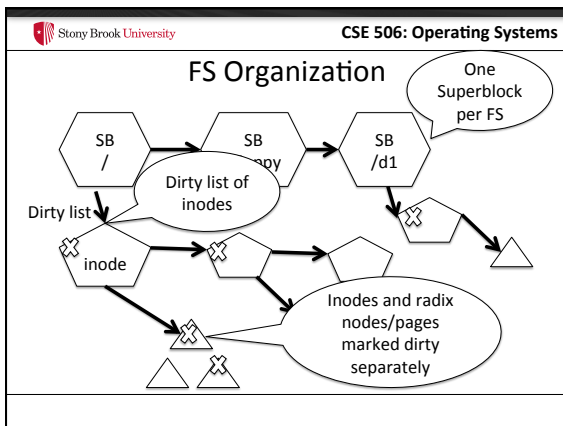 Stony Brook University
CSE 506: Operating Systems
FS Organization
One
Superblock
per FS
SB
/
SB
ppy
SB
/d1
Dirty list of
inodes
Dirty list
inode
Inodes and radix
nodes/pages
marked dirty
separately